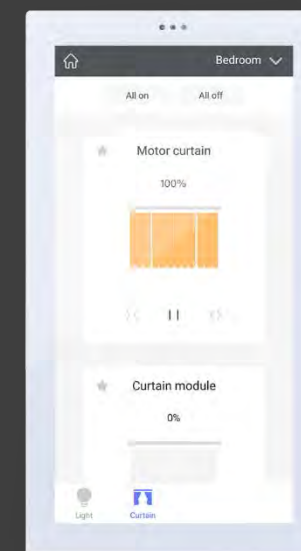 Bedroom
All on All off
Motor curtain
100%
Curtain module
0%
Light Curtain